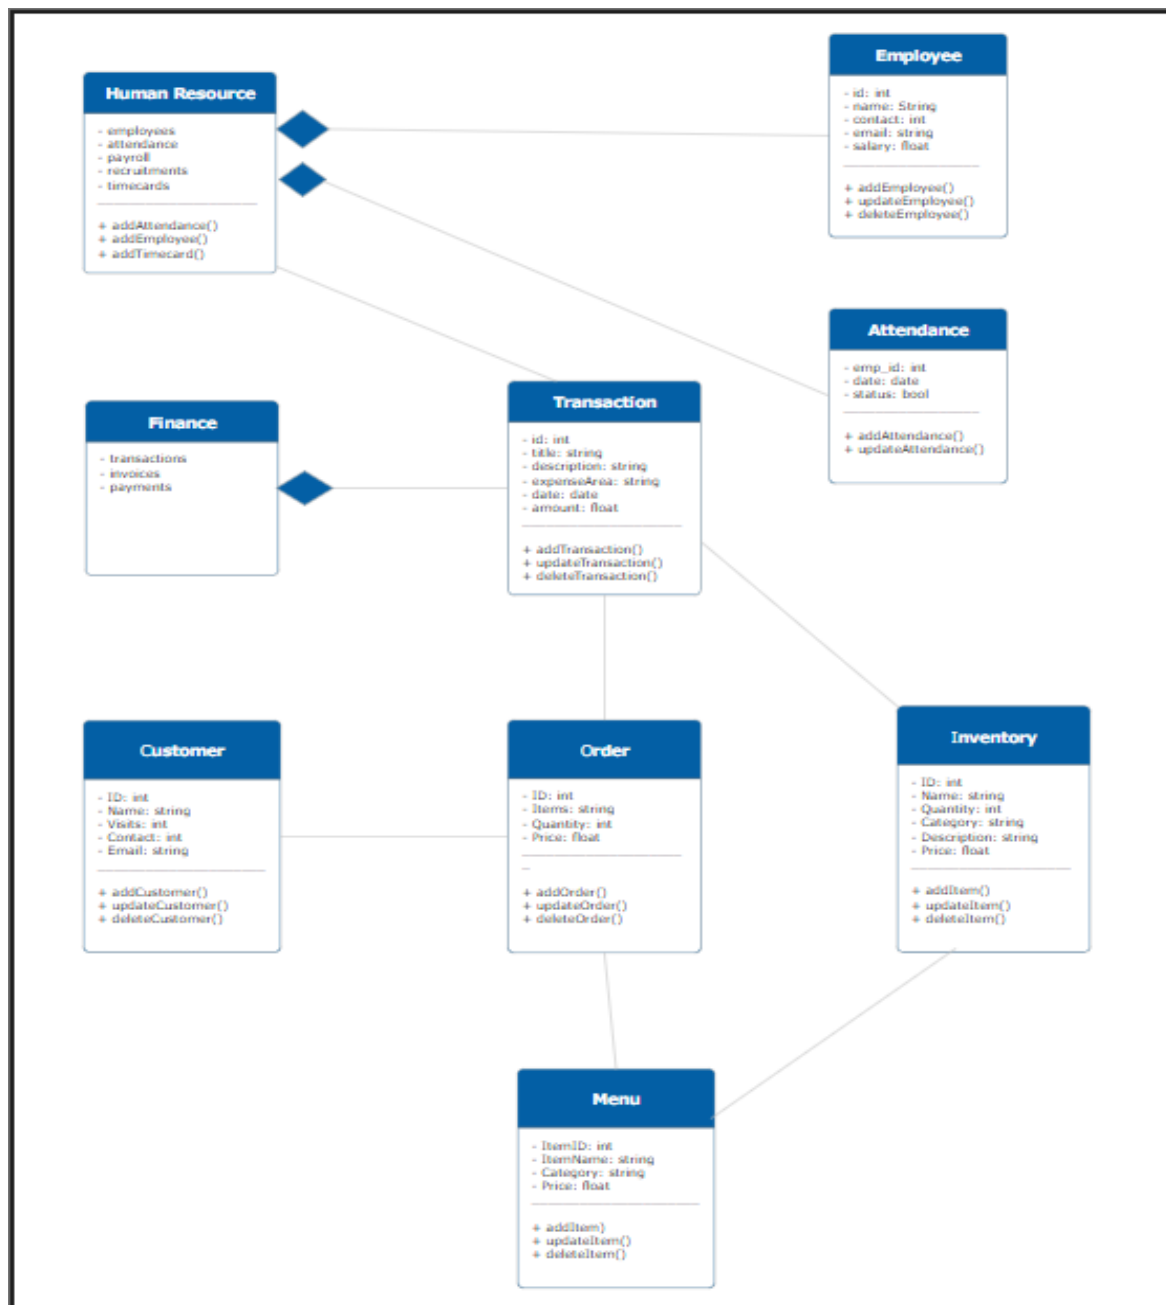 Human Resource
- employees
- attendance
- payroll
- recruitments
- timecards
+ addAttendance()
+ addEmployee()
+ addTimecard()
Employee
- id: int
- name: String
- contact: int
- email: string
- salary: float
+ addEmployee()
+ updateEmployee()
+ deleteEmployee()
Attendance
- emp_id: int
- date: date
- status: bool
+ addAttendance()
+ updateAttendance()
Finance
- transactions
- invoices
- payments
Transaction
- id: int
- title: string
- description: string
- expenseArea: string
- date: date
- amount: float
+ addTransaction()
+ updateTransaction()
+ deleteTransaction()
Customer
- ID: int
- Name: string
- Visits: int
- Contact: int
- Email: string
+ addCustomer()
+ updateCustomer()
+ deleteCustomer()
Order
- ID: int
- Items: string
- Quantity: int
- Price: float
+ addOrder()
+ updateOrder()
+ deleteOrder()
Inventory
- ID: int
- Name: string
- Quantity: int
- Category: string
- Description: string
- Price: float
+ addItem()
+ updateItem()
+ deleteItem()
Menu
- ItemID: int
- ItemName: string
- Category: string
- Price: float
+ addItem)
+ updateItem()
+ deleteItem()